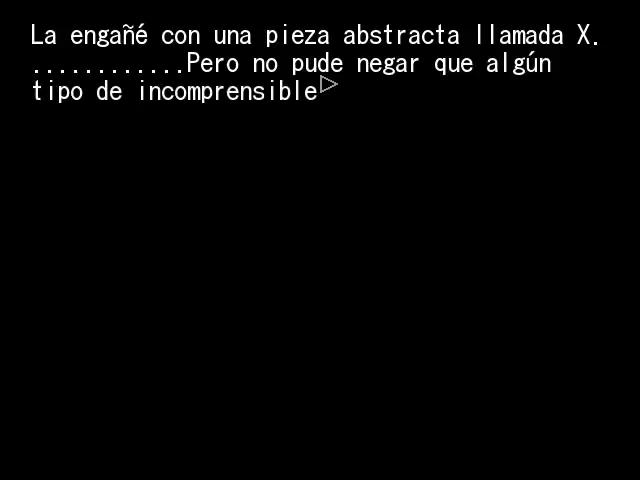 La engañé con una pieza abstracta llamada X.
............Pero no pude negar que algún
tipo de incomprensible